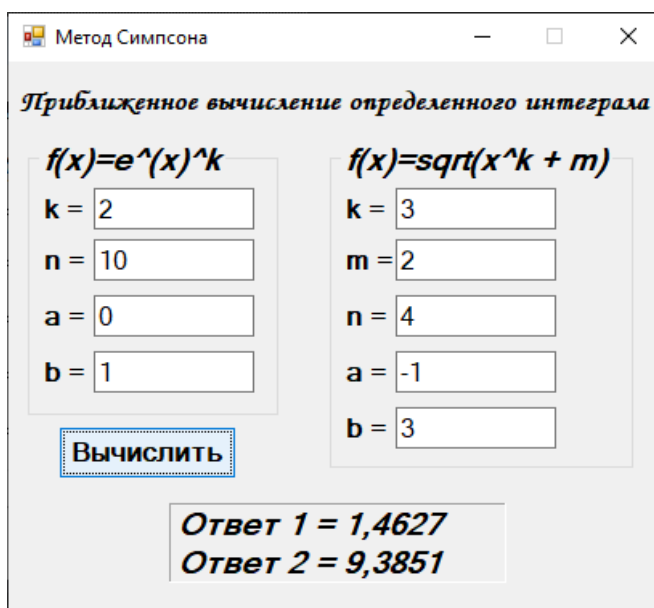 Метод Симпсона
Приближенное вычисление определенного интеграла
f(x)=e^(x)^k
k = 2
n = 10
a = 0
b = 1
f(x)=sqrt(x^k + m)
k = 3
m = 2
n = 4
a = -1
b = 3
Вычислить
Ответ 1 = 1,4627
Ответ 2 = 9,3851